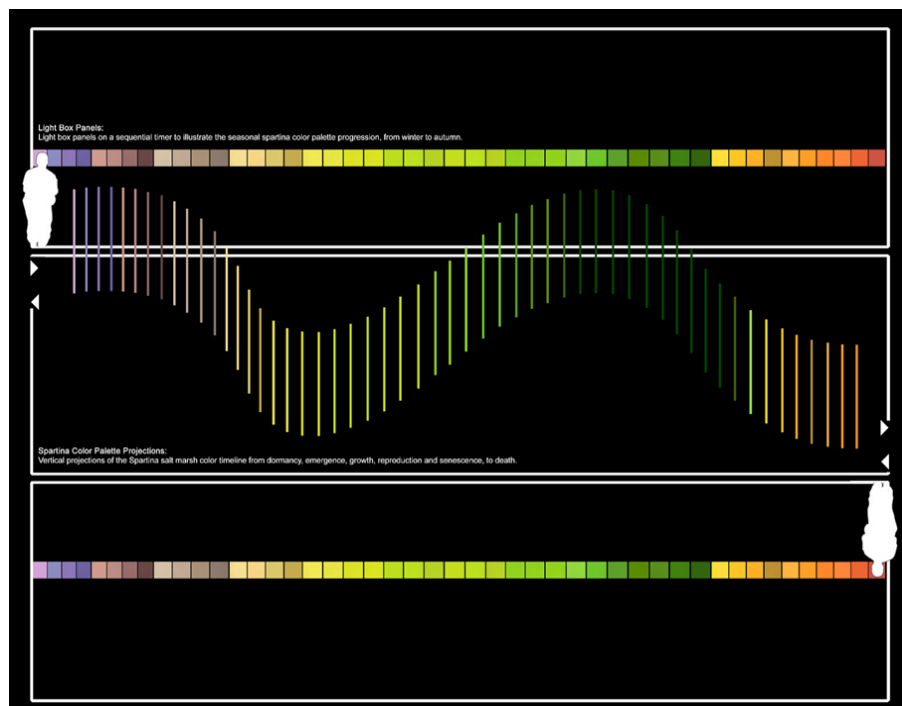 Light Box Panels:
Light box panels on a sequential timer to illustrate the seasonal spartina color palette progression, from winter to autumn.
Spartina Color Palette Projections:
Vertical projections of the Spartina salt marsh color timeline from dormancy, emergence, growth, reproduction and senescence, to death.